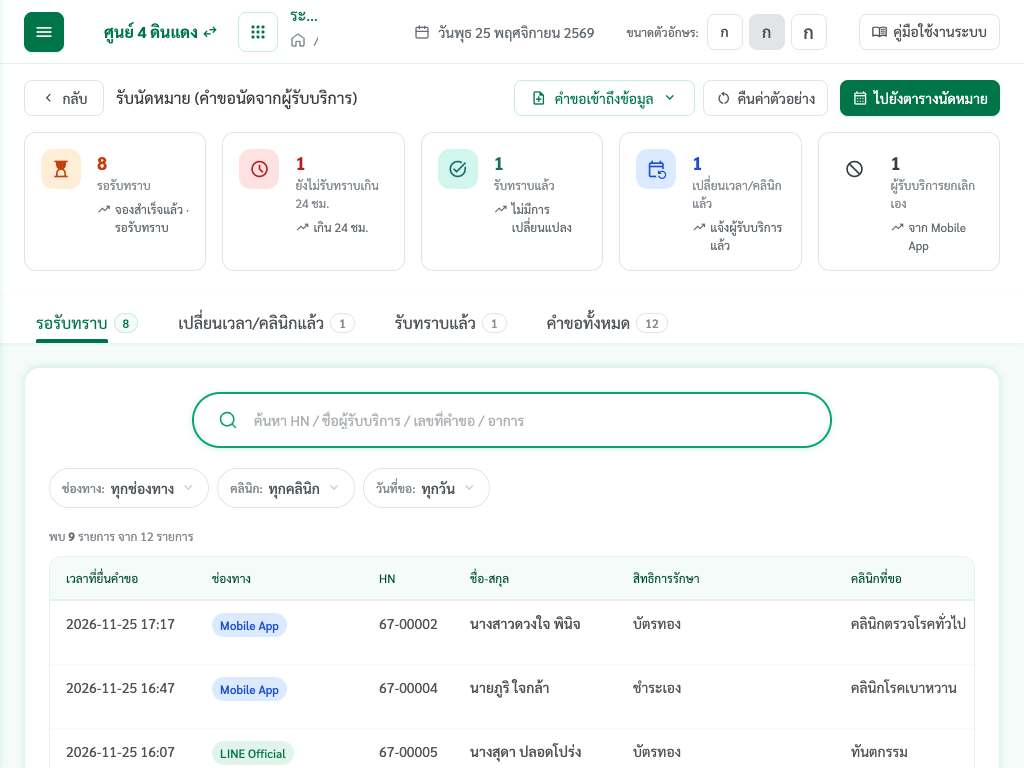 ศูนย์ 4 ดินแดง
ระ...
/
วันพุธ 25 พฤศจิกายน 2569
ขนาดตัวอักษร:
ก
ก
ก
คู่มือใช้งานระบบ
กลับ
รับนัดหมาย (คำขอนัดจากผู้รับบริการ)
คำขอเข้าถึงข้อมูล
คืนค่าตัวอย่าง
ไปยังตารางนัดหมาย
8
รอรับทราบ
จองสำเร็จแล้ว ·
รอรับทราบ
1
ยังไม่รับทราบเกิน
24 ชม.
เกิน 24 ชม.
1
รับทราบแล้ว
ไม่มีการ
เปลี่ยนแปลง
1
เปลี่ยนเวลา/คลินิก
แล้ว
แจ้งผู้รับบริการ
แล้ว
1
ผู้รับบริการยกเลิก
เอง
จาก Mobile
App
รอรับทราบ 8
เปลี่ยนเวลา/คลินิกแล้ว 1
รับทราบแล้ว 1
คำขอทั้งหมด 12
ค้นหา HN / ชื่อผู้รับบริการ / เลขที่คำขอ / อาการ
ช่องทาง: ทุกช่องทาง
คลินิก: ทุกคลินิก
วันที่ขอ: ทุกวัน
พบ 9 รายการ จาก 12 รายการ
เวลาที่ยื่นคำขอ ช่องทาง HN ชื่อ-สกุล สิทธิการรักษา คลินิกที่ขอ
2026-11-25 17:17 Mobile App 67-00002 นางสาวดวงใจ พินิจ บัตรทอง คลินิกตรวจโรคทั่วไป
2026-11-25 16:47 Mobile App 67-00004 นายภูริ ใจกล้า ชำระเอง คลินิกโรคเบาหวาน
2026-11-25 16:07 LINE Official 67-00005 นางสุดา ปลอดโปร่ง บัตรทอง ทันตกรรม